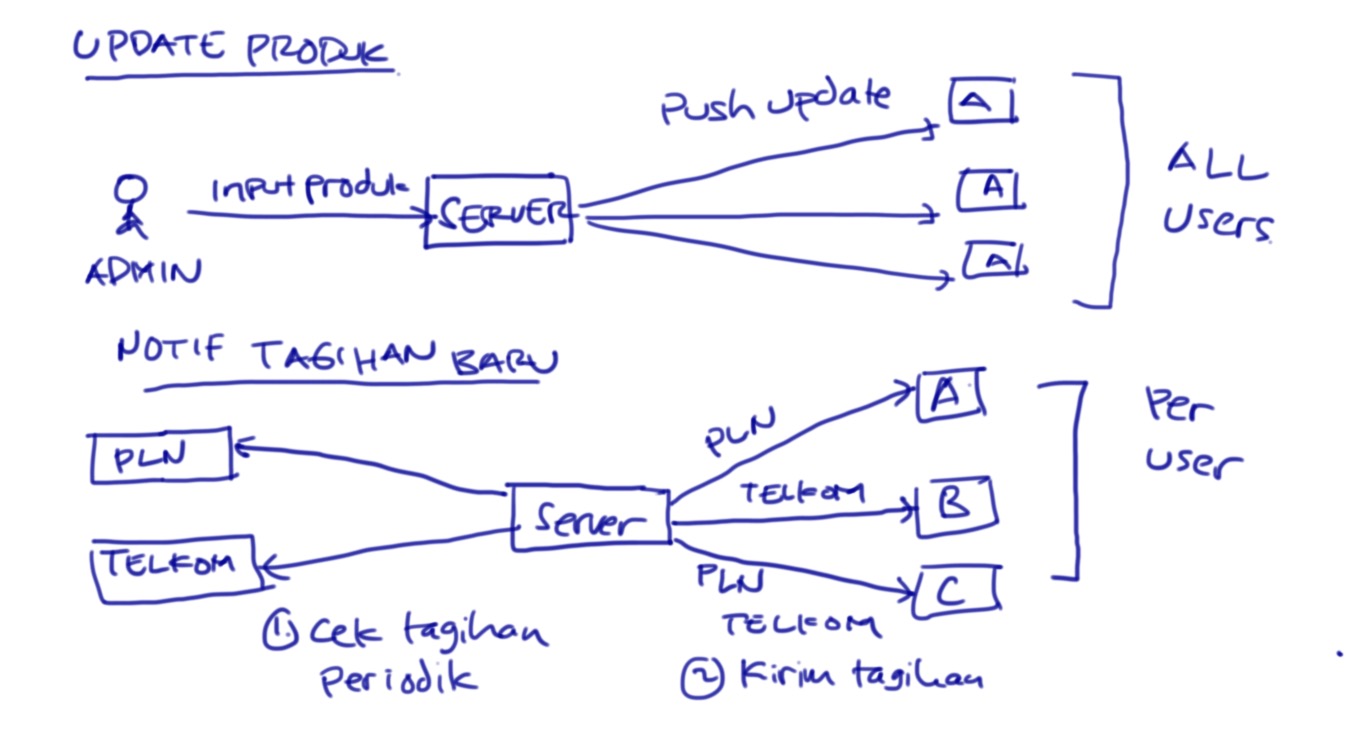 UPDATE PRODUK
Push update
A
input produk
SERVER
A
ALL
users
A
ADMIN
NOTIF TAGIHAN BARU
A
Per
user
PLN
PLN
TELKOM
B
Server
TELKOM
PLN
C
① Cek tagihan
periodik
TELKOM
② Kirim tagihan